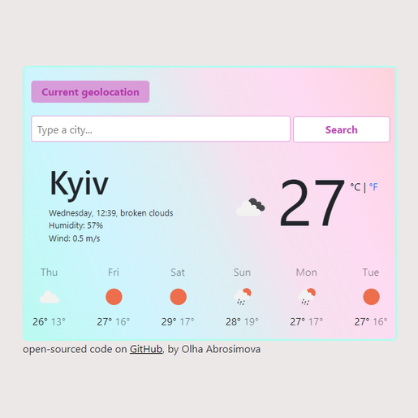 Current geolocation
Type a city...
Search
Kyiv
27 °C | °F
Wednesday, 12:39, broken clouds
Humidity: 57%
Wind: 0.5 m/s
Thu Fri Sat Sun Mon Tue
26° 13° 27° 16° 29° 17° 28° 19° 27° 17° 27° 16°
open-sourced code on GitHub, by Olha Abrosimova